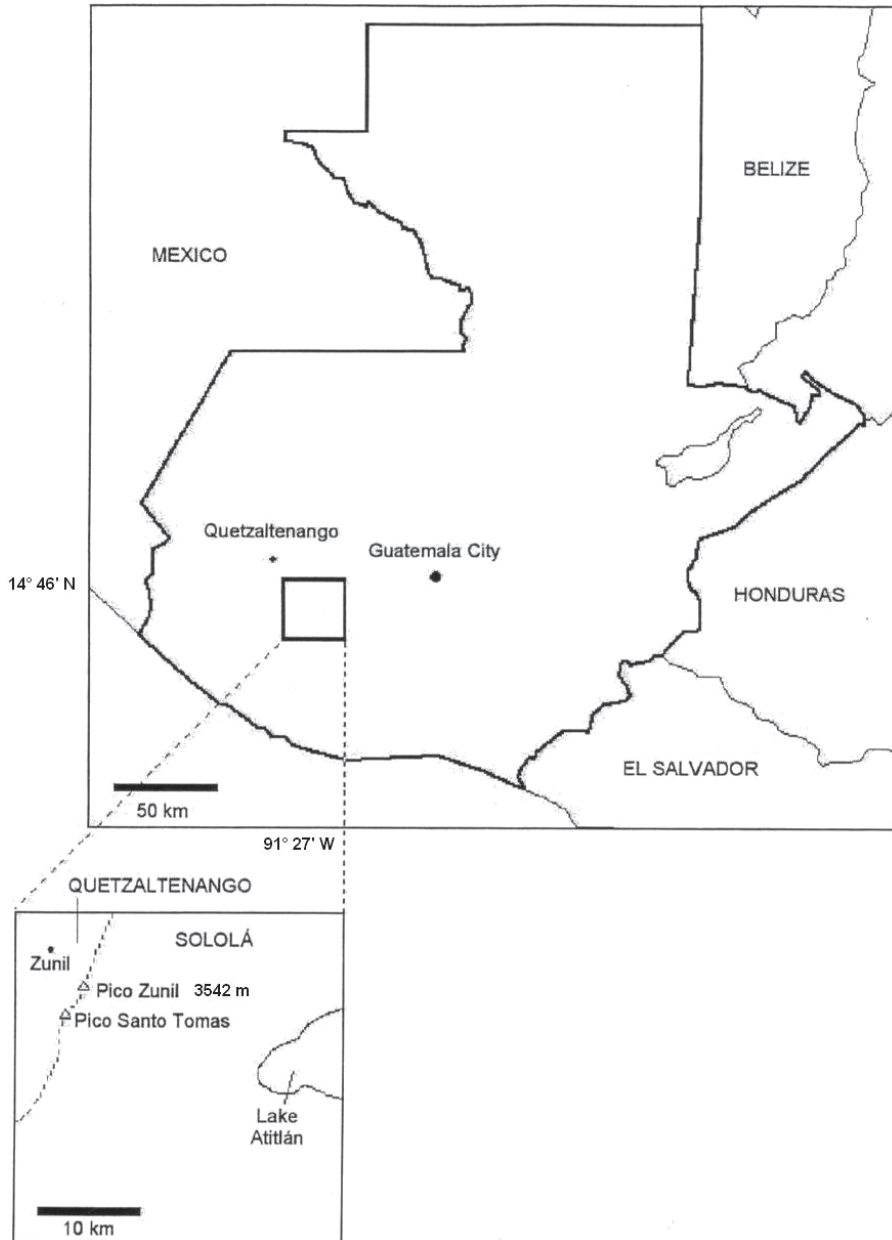 BELIZE
MEXICO
Quetzaltenango
Guatemala City
14° 46' N
HONDURAS
EL SALVADOR
50 km
91° 27' W
QUETZALTENANGO
SOLOLÁ
Zunil
Pico Zunil 3542 m
Pico Santo Tomas
Lake
Atitlán
10 km